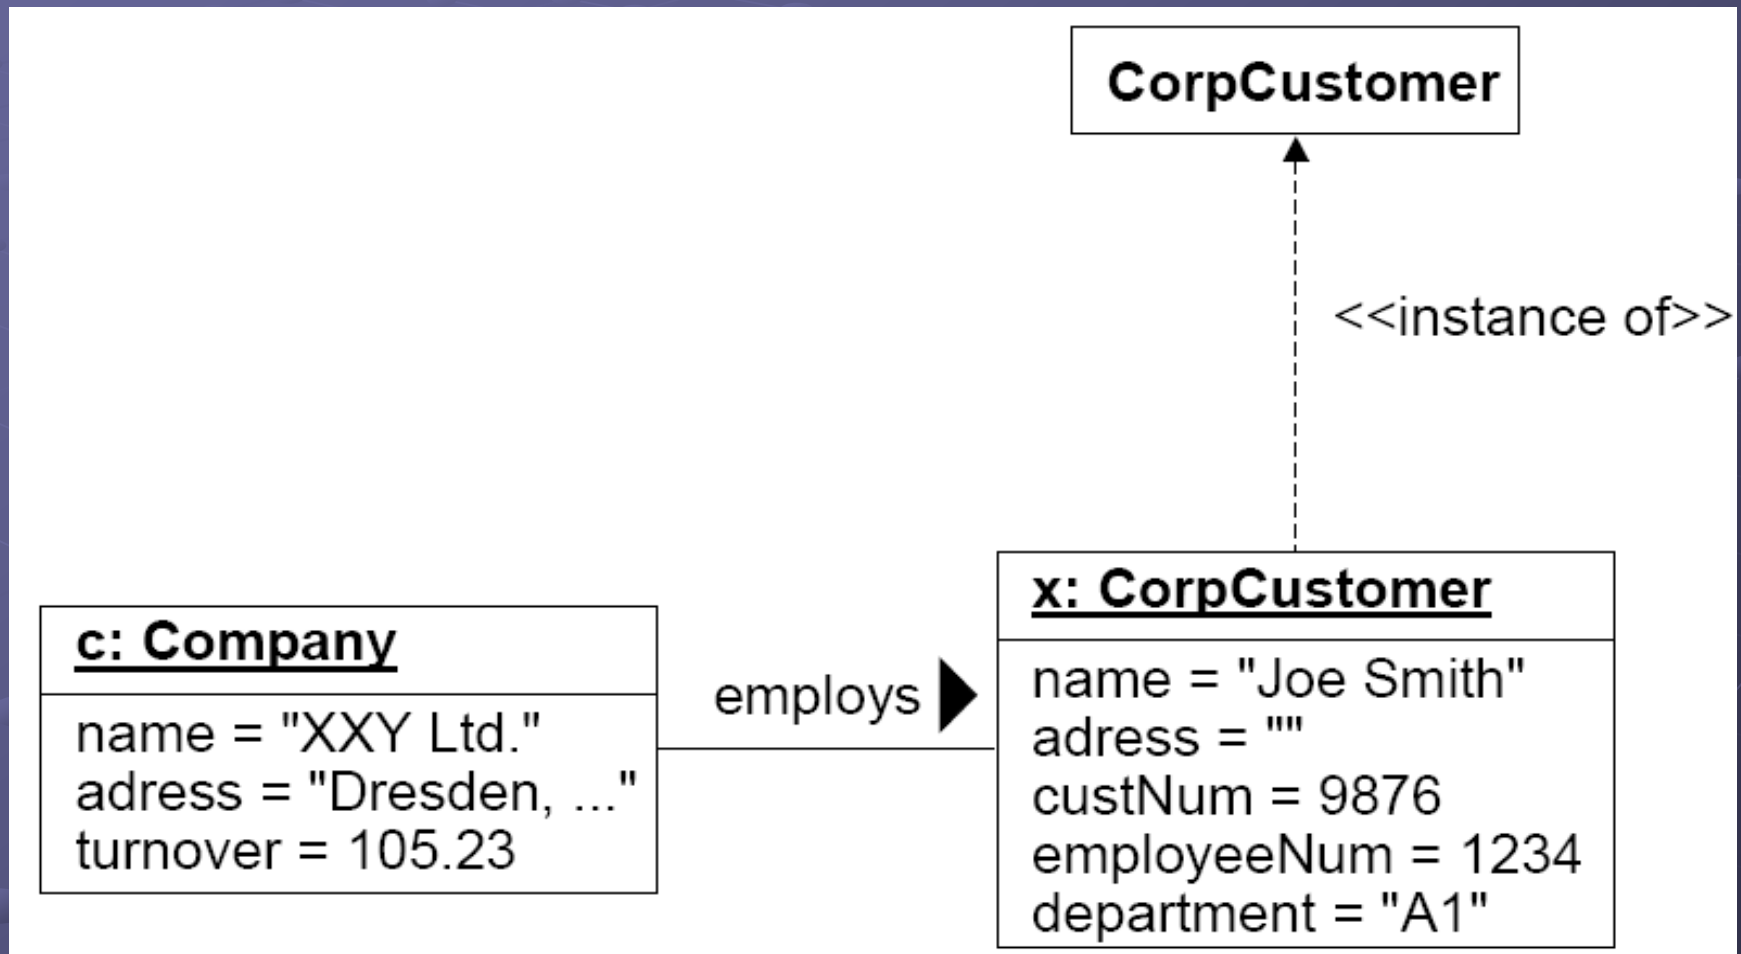 CorpCustomer
<<instance of>>
c: Company
name = "XXY Ltd."
adress = "Dresden, ..."
turnover = 105.23
employs
x: CorpCustomer
name = "Joe Smith"
adress = ""
custNum = 9876
employeeNum = 1234
department = "A1"